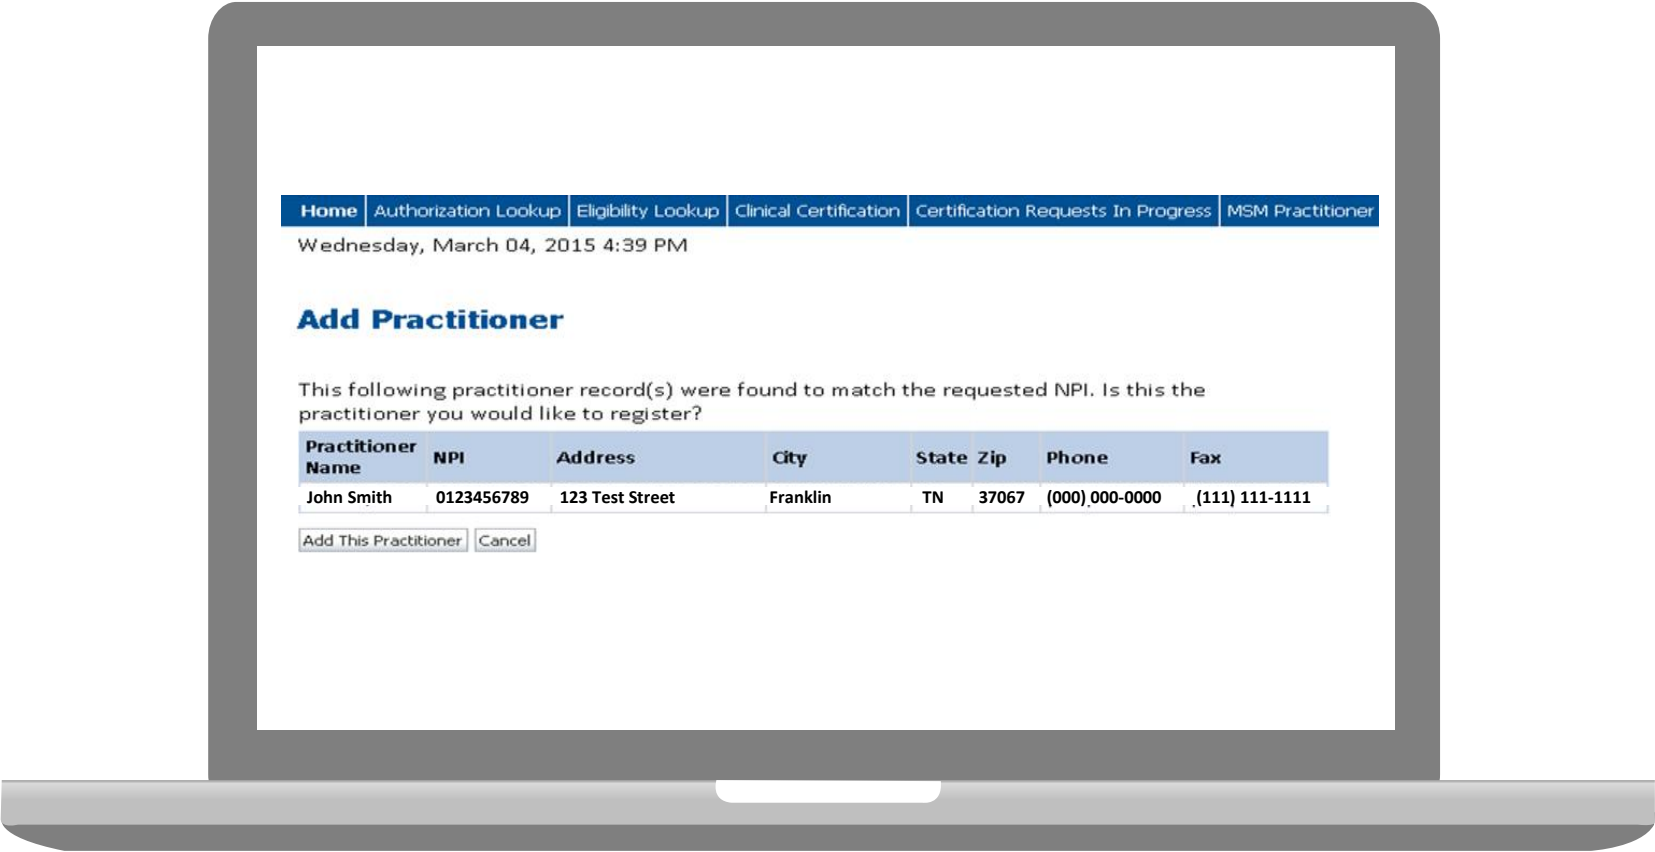 Home Authorization Lookup Eligibility Lookup Clinical Certification Certification Requests In Progress MSM Practitioner
Wednesday, March 04, 2015 4:39 PM
Add Practitioner
This following practitioner record(s) were found to match the requested NPI. Is this the
practitioner you would like to register?
Practitioner Name NPI Address City State Zip Phone Fax
John Smith 0123456789 123 Test Street Franklin TN 37067 (000) 000-0000 (111) 111-1111
Add This Practitioner Cancel